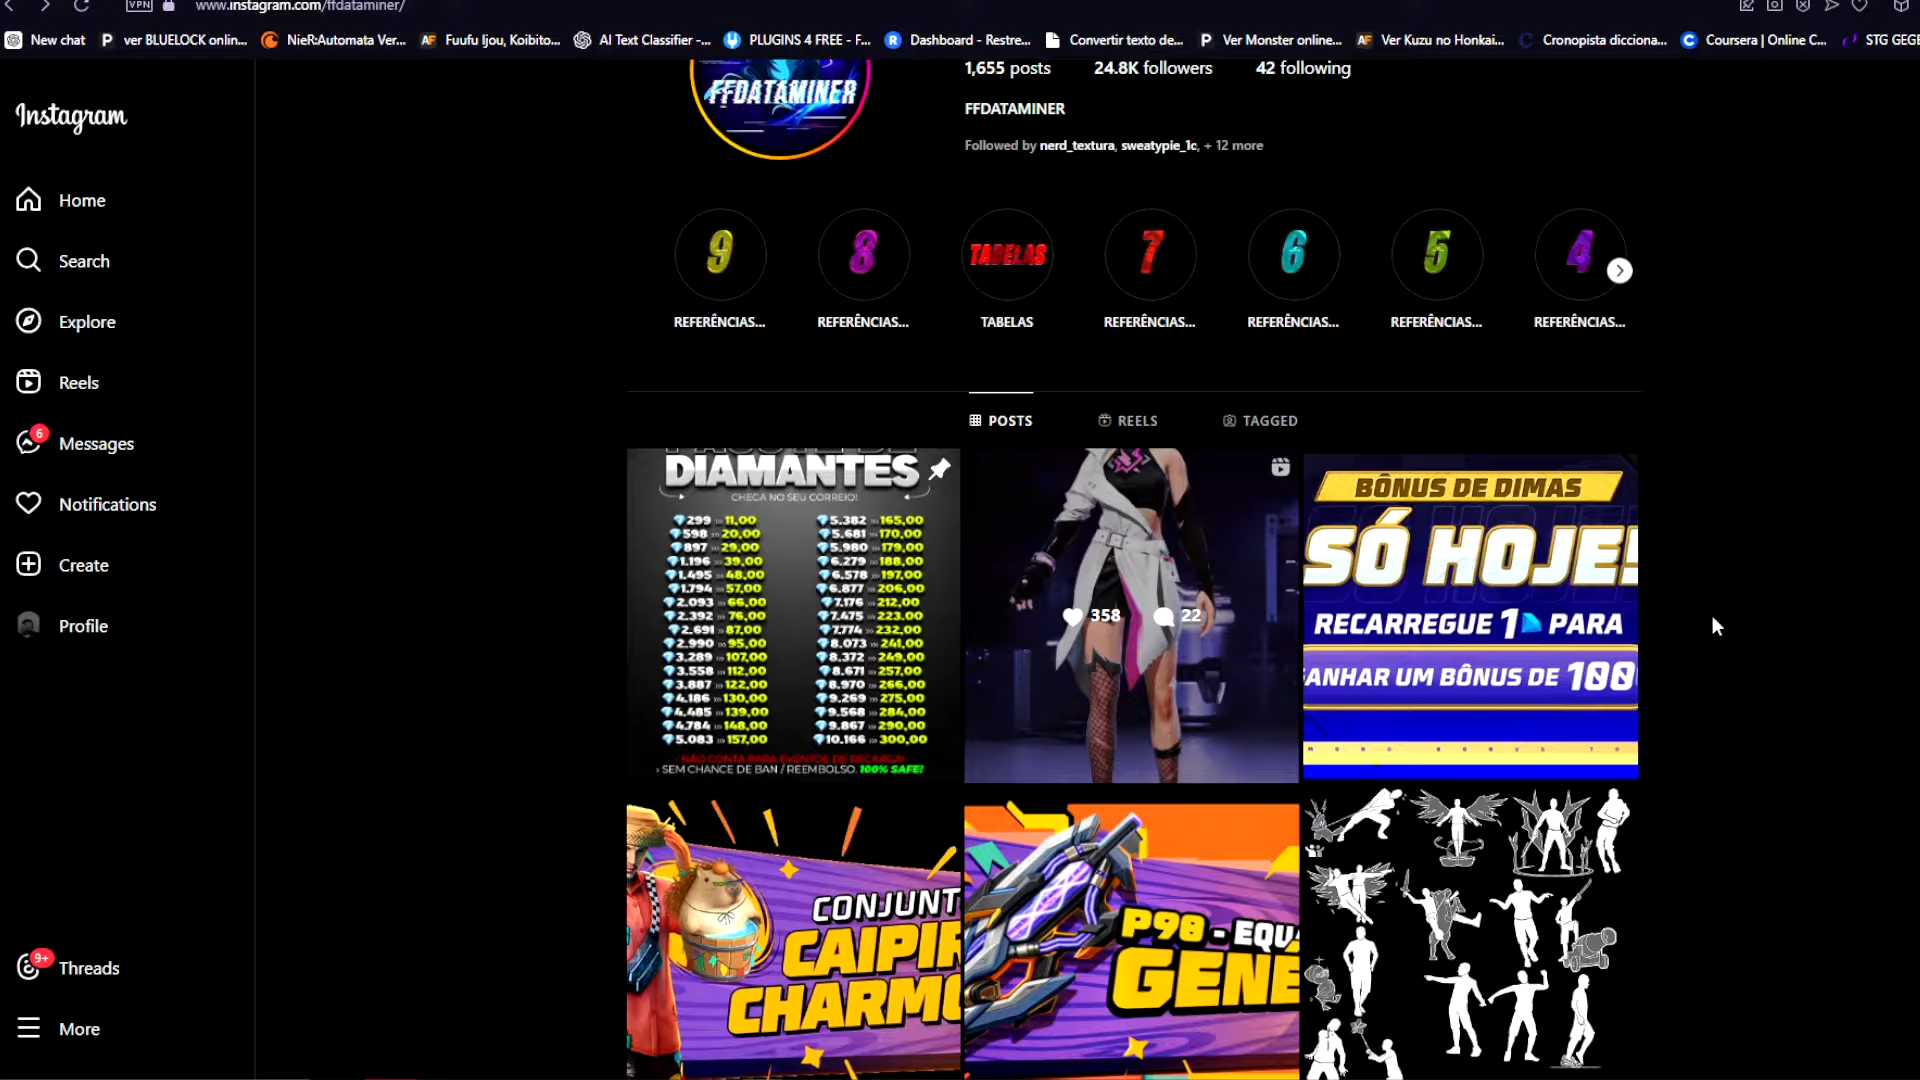 VPN
www.instagram.com/ffdataminer/
New chat
ver BLUELOCK onlin...
NieR:Automata Ver...
Fuufu Ijou, Koibito...
AI Text Classifier -...
PLUGINS 4 FREE - F...
Dashboard - Restre...
Convertir texto de...
Ver Monster online...
Ver Kuzu no Honkai...
Cronopista dicciona...
Coursera | Online C...
STG GEGE
Instagram
Home
Search
Explore
Reels
6
Messages
Notifications
Create
Profile
9+
Threads
More
FFDATAMINER
1,655 posts
24.8K followers
42 following
FFDATAMINER
Followed by nerd_textura, sweatypie_1c, + 12 more
9
8
TABELAS
7
6
5
4
REFERÊNCIAS...
REFERÊNCIAS...
TABELAS
REFERÊNCIAS...
REFERÊNCIAS...
REFERÊNCIAS...
REFERÊNCIAS...
POSTS
REELS
TAGGED
DIAMANTES
CHEGA NO SEU CORREIO!
299 »» 11,00
598 »» 20,00
897 »» 29,00
1.196 »» 39,00
1.495 »» 48,00
1.794 »» 57,00
2.093 »» 66,00
2.392 »» 76,00
2.691 »» 87,00
2.990 »» 95,00
3.289 »» 107,00
3.558 »» 112,00
3.887 »» 122,00
4.186 »» 130,00
4.485 »» 139,00
4.784 »» 148,00
5.083 »» 157,00
5.382 »» 165,00
5.681 »» 170,00
5.980 »» 179,00
6.279 »» 188,00
6.578 »» 197,00
6.877 »» 206,00
7.176 »» 212,00
7.475 »» 223,00
7.774 »» 232,00
8.073 »» 241,00
8.372 »» 249,00
8.671 »» 257,00
8.970 »» 266,00
9.269 »» 275,00
9.568 »» 284,00
9.867 »» 290,00
10.166 »» 300,00
› NÃO CONTA PARA EVENTOS DE RECARGA!
› SEM CHANCE DE BAN / REEMBOLSO. 100% SAFE!
358
22
BÔNUS DE DIMAS
SÓ HOJE!
RECARREGUE 1 PARA
ANHAR UM BÔNUS DE 100
CONJUNT
CAIPIR
CHARMO
P90 - EQU
GENE